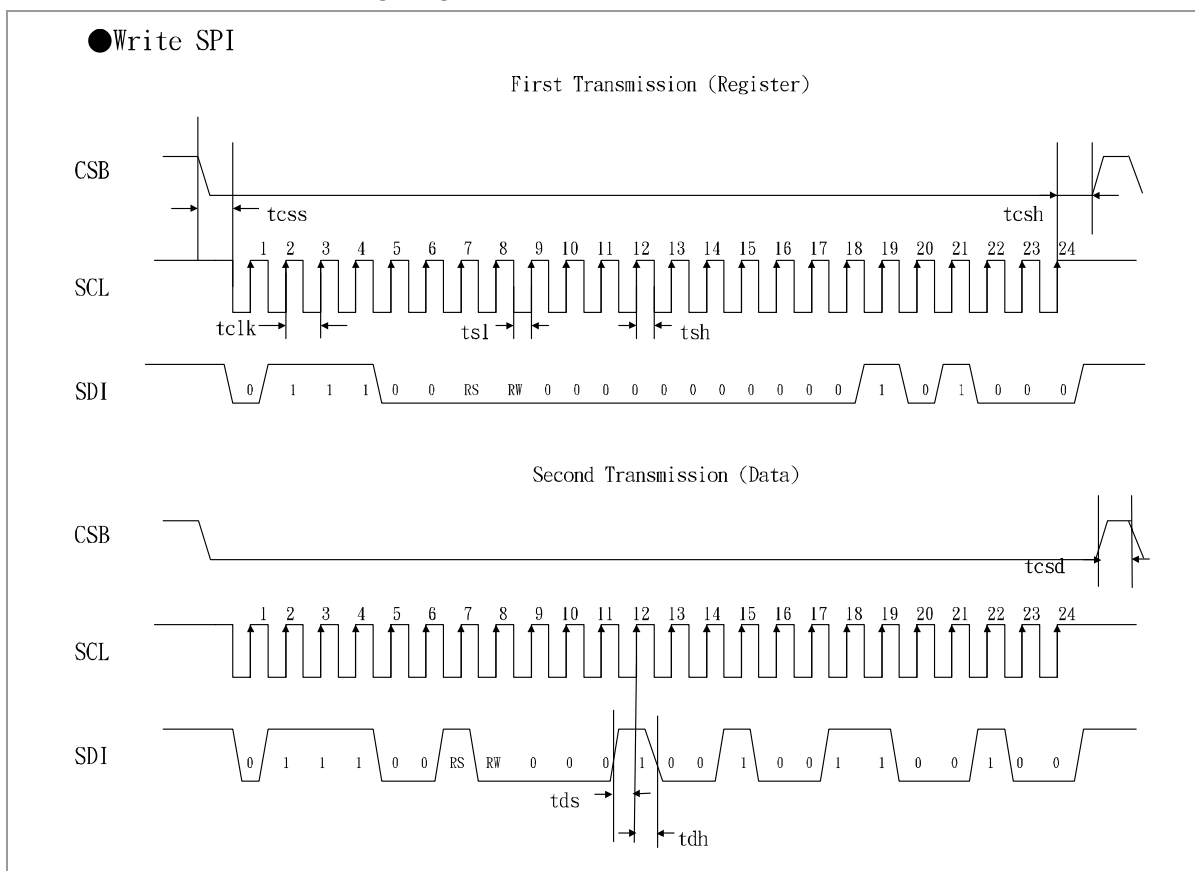 ●Write SPI
First Transmission (Register)
CSB
tcss
tcsh
1 2 3 4 5 6 7 8 9 10 11 12 13 14 15 16 17 18 19 20 21 22 23 24
SCL
tclk
tsl
tsh
SDI
0 1 1 1 0 0 RS RW 0 0 0 0 0 0 0 0 0 0 1 0 1 0 0 0
Second Transmission (Data)
CSB
tcsd
1 2 3 4 5 6 7 8 9 10 11 12 13 14 15 16 17 18 19 20 21 22 23 24
SCL
SDI
0 1 1 1 0 0 RS RW 0 0 0 1 0 0 1 0 0 1 1 0 0 1 0 0
tds
tdh